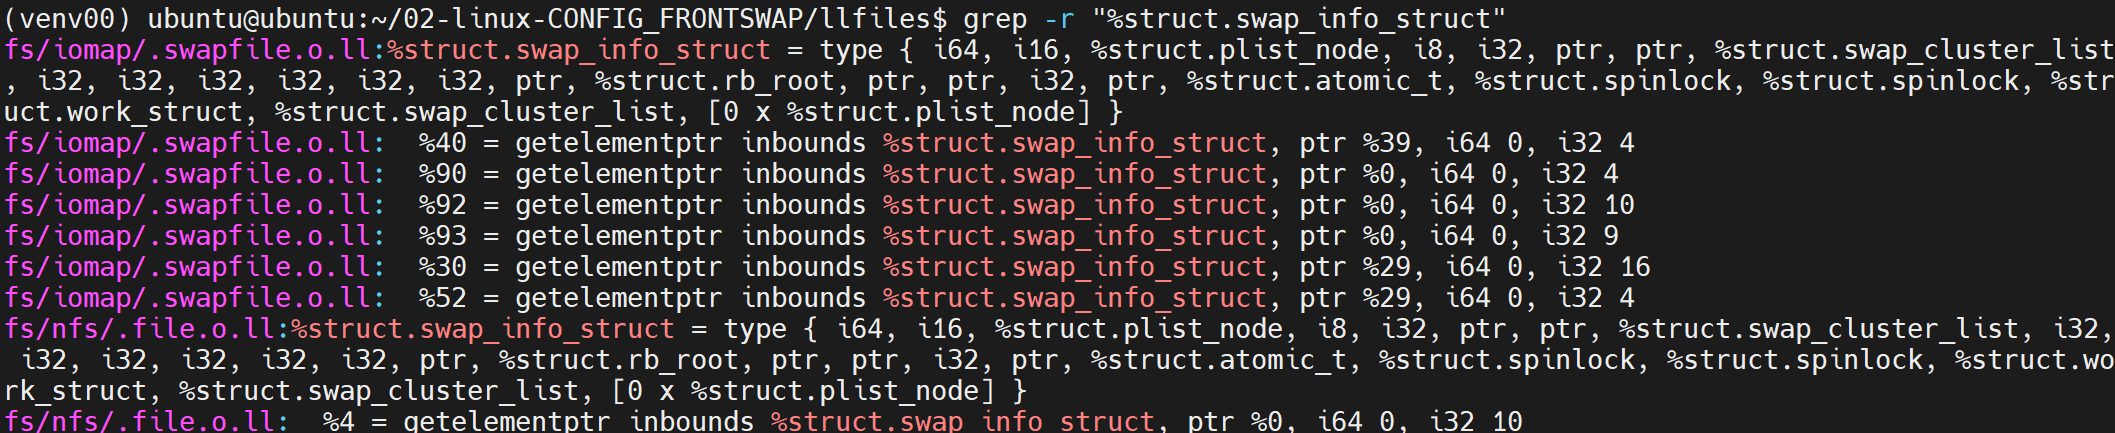 (venv00) ubuntu@ubuntu:~/02-linux-CONFIG_FRONTSWAP/llfiles$ grep -r "%struct.swap_info_struct"
fs/iomap/.swapfile.o.ll:%struct.swap_info_struct = type { i64, i16, %struct.plist_node, i8, i32, ptr, ptr, %struct.swap_cluster_list
, i32, i32, i32, i32, i32, i32, ptr, %struct.rb_root, ptr, ptr, i32, ptr, %struct.atomic_t, %struct.spinlock, %struct.spinlock, %str
uct.work_struct, %struct.swap_cluster_list, [0 x %struct.plist_node] }
fs/iomap/.swapfile.o.ll:  %40 = getelementptr inbounds %struct.swap_info_struct, ptr %39, i64 0, i32 4
fs/iomap/.swapfile.o.ll:  %90 = getelementptr inbounds %struct.swap_info_struct, ptr %0, i64 0, i32 4
fs/iomap/.swapfile.o.ll:  %92 = getelementptr inbounds %struct.swap_info_struct, ptr %0, i64 0, i32 10
fs/iomap/.swapfile.o.ll:  %93 = getelementptr inbounds %struct.swap_info_struct, ptr %0, i64 0, i32 9
fs/iomap/.swapfile.o.ll:  %30 = getelementptr inbounds %struct.swap_info_struct, ptr %29, i64 0, i32 16
fs/iomap/.swapfile.o.ll:  %52 = getelementptr inbounds %struct.swap_info_struct, ptr %29, i64 0, i32 4
fs/nfs/.file.o.ll:%struct.swap_info_struct = type { i64, i16, %struct.plist_node, i8, i32, ptr, ptr, %struct.swap_cluster_list, i32,
 i32, i32, i32, i32, i32, ptr, %struct.rb_root, ptr, ptr, i32, ptr, %struct.atomic_t, %struct.spinlock, %struct.spinlock, %struct.wo
rk_struct, %struct.swap_cluster_list, [0 x %struct.plist_node] }
fs/nfs/.file.o.ll:  %4 = getelementptr inbounds %struct.swap_info_struct, ptr %0, i64 0, i32 10